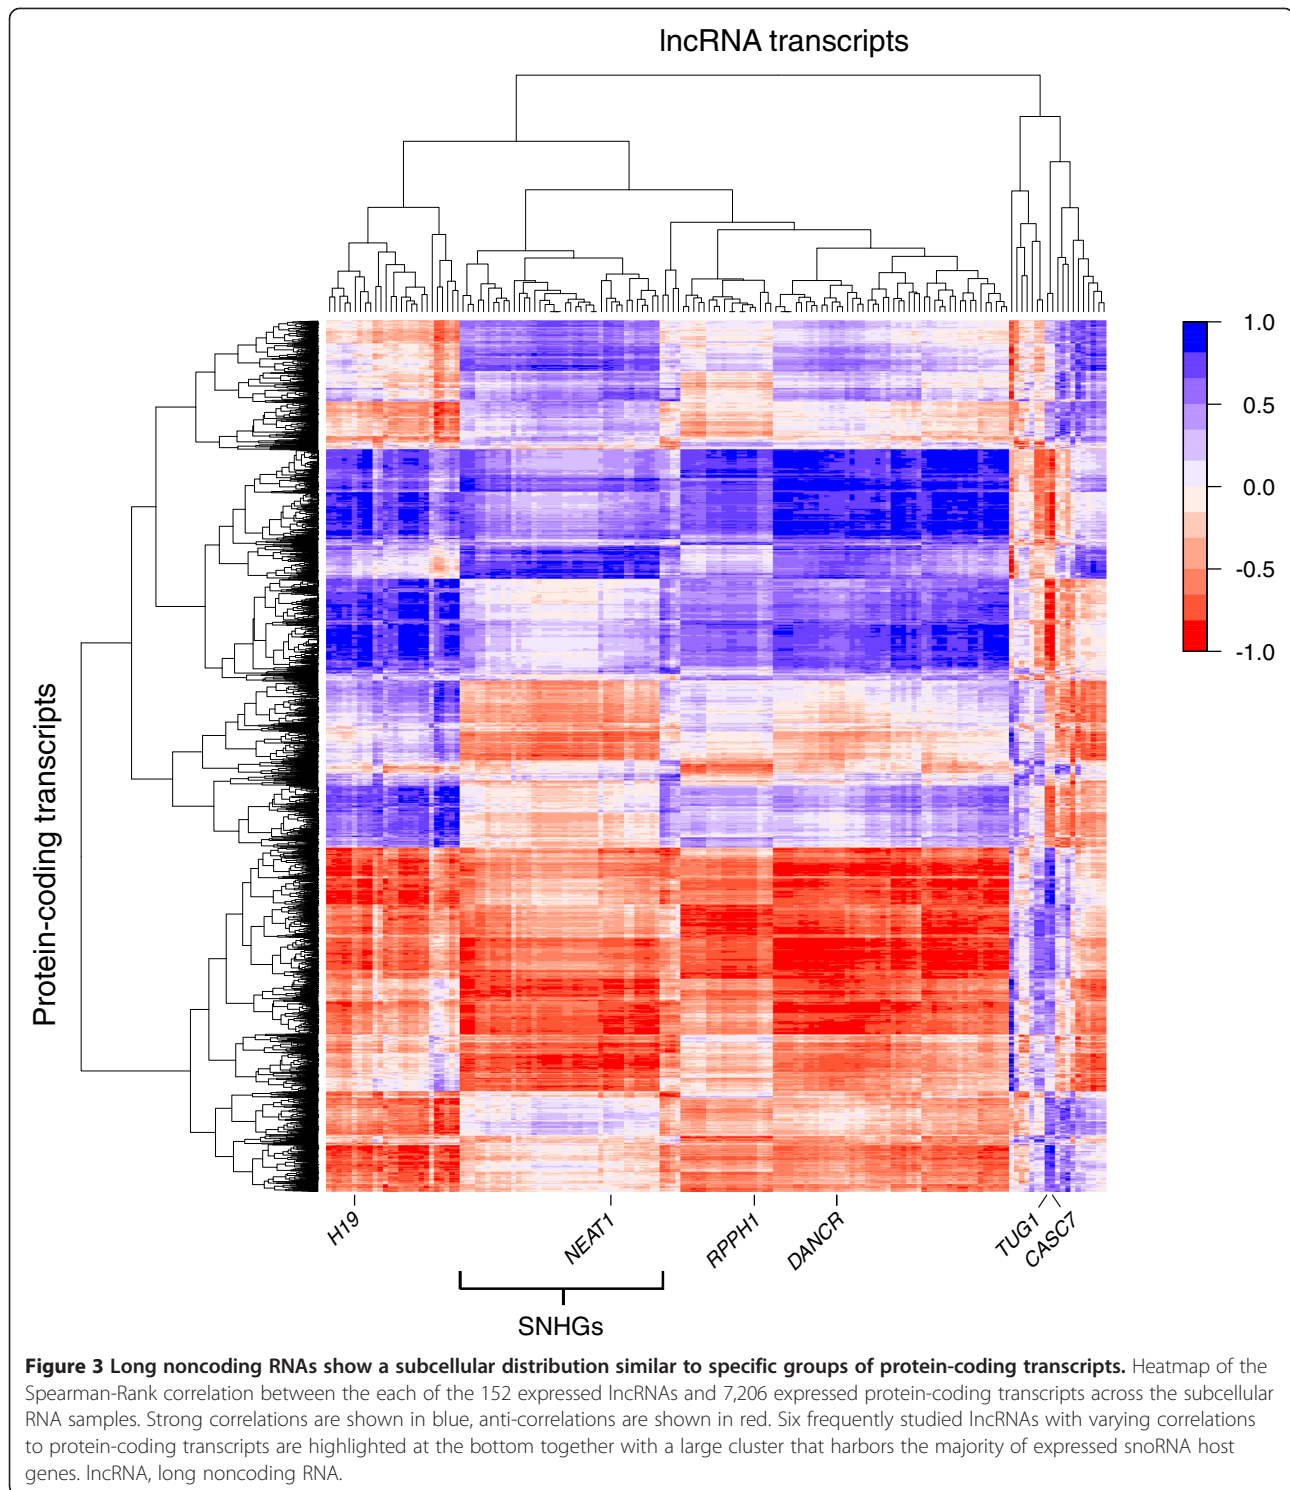 lncRNA transcripts
Protein-coding transcripts
1.0
0.5
0.0
-0.5
-1.0
H19
NEAT1
RPPH1
DANCR
TUG1
CASC7
SNHGs
Figure 3 Long noncoding RNAs show a subcellular distribution similar to specific groups of protein-coding transcripts. Heatmap of the
Spearman-Rank correlation between the each of the 152 expressed lncRNAs and 7,206 expressed protein-coding transcripts across the subcellular
RNA samples. Strong correlations are shown in blue, anti-correlations are shown in red. Six frequently studied lncRNAs with varying correlations
to protein-coding transcripts are highlighted at the bottom together with a large cluster that harbors the majority of expressed snoRNA host
genes. lncRNA, long noncoding RNA.